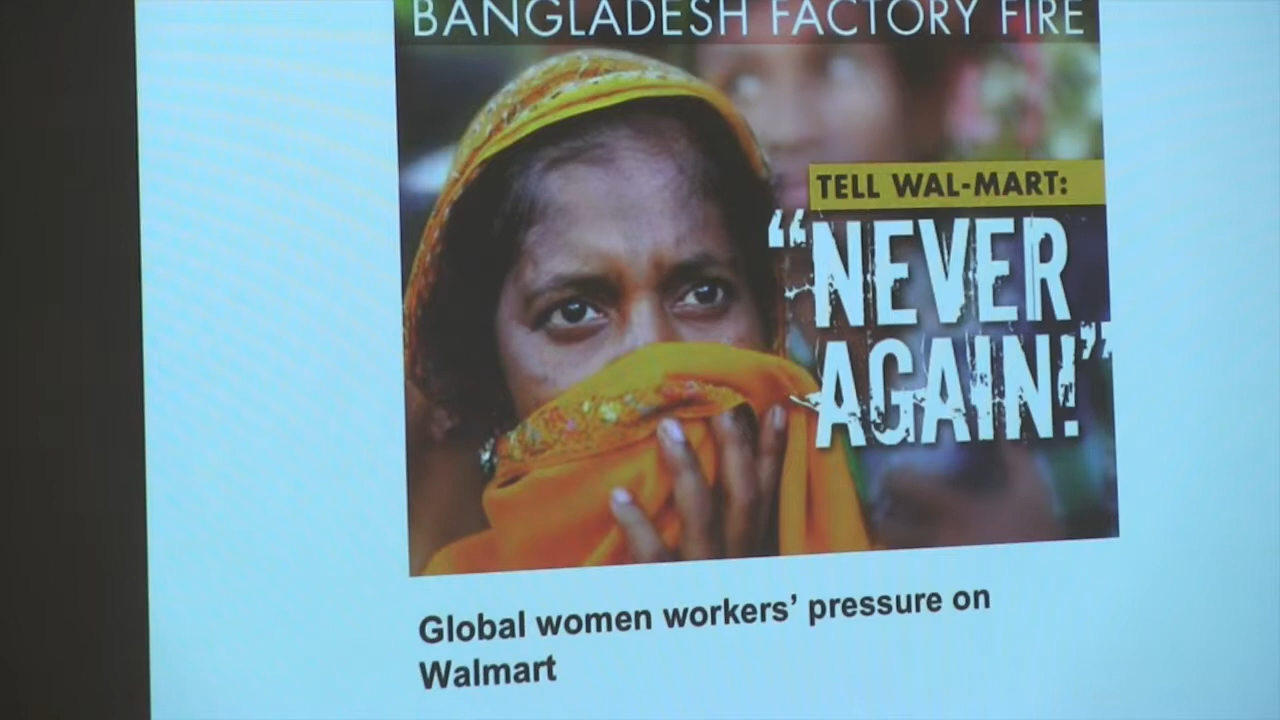 BANGLADESH FACTORY FIRE
TELL WAL-MART:
“NEVER
AGAIN!”
Global women workers’ pressure on
Walmart